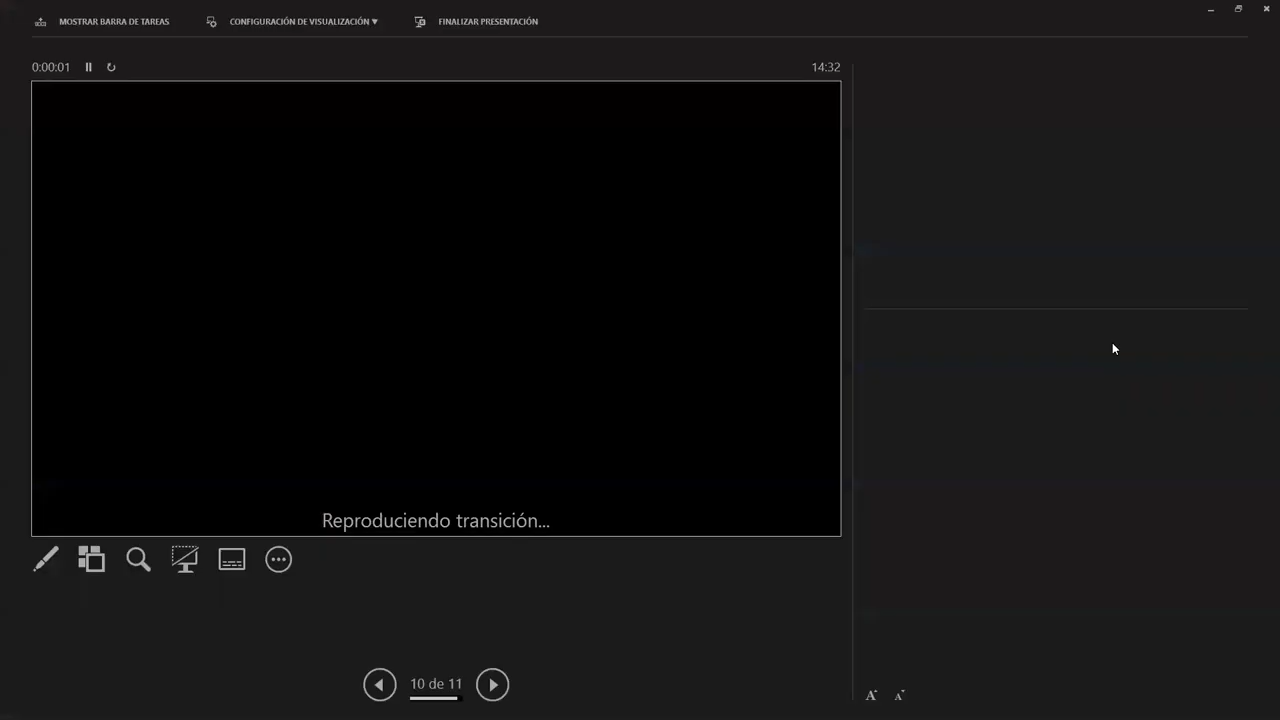 MOSTRAR BARRA DE TAREAS
CONFIGURACIÓN DE VISUALIZACIÓN ▼
FINALIZAR PRESENTACIÓN
0:00:01
14:32
Reproduciendo transición...
10 de 11
A A